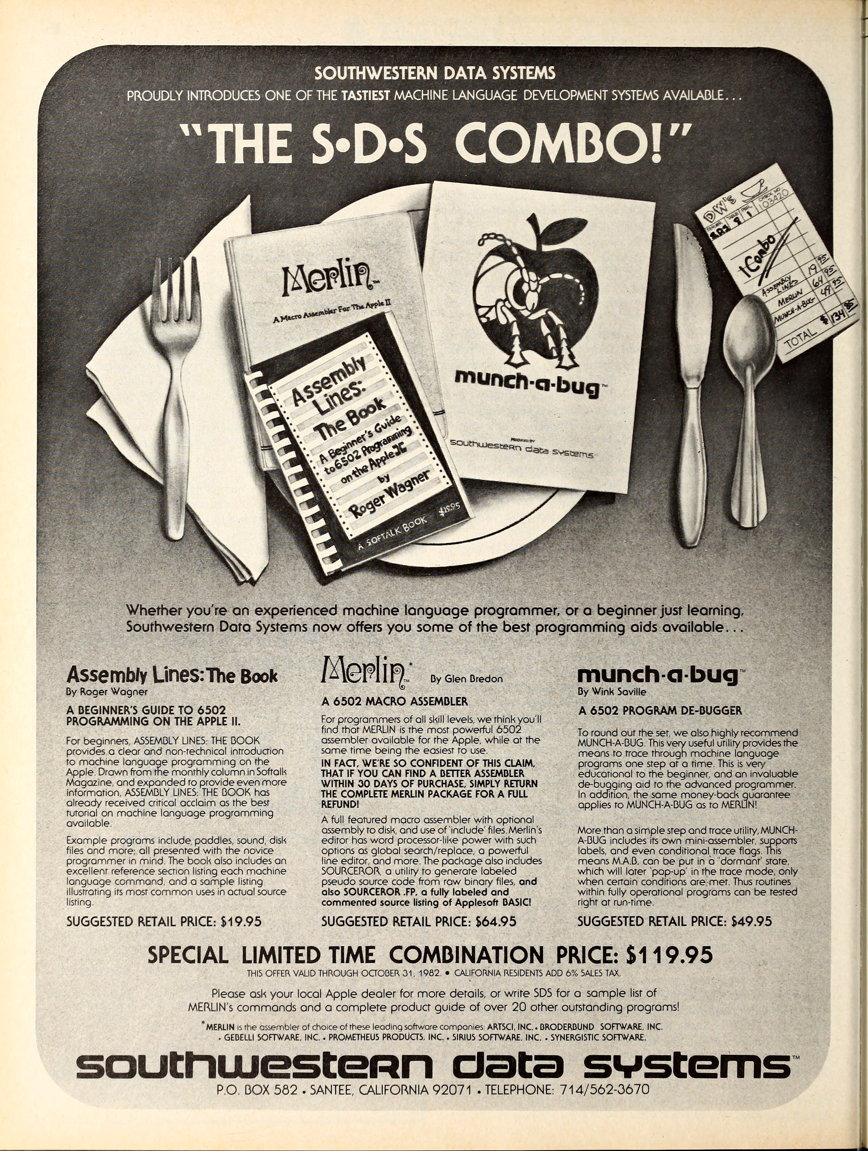 SOUTHWESTERN DATA SYSTEMS
PROUDLY INTRODUCES ONE OF THE TASTIEST MACHINE LANGUAGE DEVELOPMENT SYSTEMS AVAILABLE...
"THE S•D•S COMBO!"
DW's
103420
1 Combo
ASSEMBLY LINES 19 95
MERLIN 64 95
MUNCH-A-BUG 49 95
TOTAL $ 134 85
Merlin™
A Macro Assembler For The Apple II
Assembly
Lines:
The Book
A Beginner's Guide
to 6502 Programming
on the Apple ][
by
Roger Wagner
A SOFTALK BOOK $19.95
munch-a-bug™
southwestern data systems™
Whether you're an experienced machine language programmer, or a beginner just learning,
Southwestern Data Systems now offers you some of the best programming aids available...
Assembly Lines: The Book
By Roger Wagner
A BEGINNER'S GUIDE TO 6502
PROGRAMMING ON THE APPLE II.
For beginners, ASSEMBLY LINES: THE BOOK
provides a clear and non-technical introduction
to machine language programming on the
Apple. Drawn from the monthly column in Softalk
Magazine, and expanded to provide even more
information, ASSEMBLY LINES: THE BOOK has
already received critical acclaim as the best
tutorial on machine language programming
available.
Example programs include, paddles, sound, disk
files and more; all presented with the novice
programmer in mind. The book also includes an
excellent reference section listing each machine
language command, and a sample listing
illustrating its most common uses in actual source
listing.
SUGGESTED RETAIL PRICE: $19.95
Merlin™* By Glen Bredon
A 6502 MACRO ASSEMBLER
For programmers of all skill levels, we think you'll
find that MERLIN is the most powerful 6502
assembler available for the Apple, while at the
same time being the easiest to use.
IN FACT, WE'RE SO CONFIDENT OF THIS CLAIM,
THAT IF YOU CAN FIND A BETTER ASSEMBLER
WITHIN 30 DAYS OF PURCHASE, SIMPLY RETURN
THE COMPLETE MERLIN PACKAGE FOR A FULL
REFUND!
A full featured macro assembler with optional
assembly to disk, and use of 'include' files, Merlin's
editor has word processor-like power with such
options as global search/replace, a powerful
line editor, and more. The package also includes
SOURCEROR, a utility to generate labeled
pseudo source code from raw binary files, and
also SOURCEROR .FP, a fully labeled and
commented source listing of Applesoft BASIC!
SUGGESTED RETAIL PRICE: $64.95
munch-a-bug™
By Wink Saville
A 6502 PROGRAM DE-BUGGER
To round out the set, we also highly recommend
MUNCH-A-BUG. This very useful utility provides the
means to trace through machine language
programs one step at a time. This is very
educational to the beginner, and an invaluable
de-bugging aid to the advanced programmer.
In addition, the same money-back guarantee
applies to MUNCH-A-BUG as to MERLIN!
More than a simple step and trace utility, MUNCH-
A-BUG includes its own mini-assembler, supports
labels, and even conditional trace flags. This
means M.A.B. can be put in a 'dormant' state,
which will later 'pop-up' in the trace mode, only
when certain conditions are met. Thus routines
within fully operational programs can be tested
right at run-time.
SUGGESTED RETAIL PRICE: $49.95
SPECIAL LIMITED TIME COMBINATION PRICE: $119.95
THIS OFFER VALID THROUGH OCTOBER 31, 1982. • CALIFORNIA RESIDENTS ADD 6% SALES TAX.
Please ask your local Apple dealer for more details, or write SDS for a sample list of
MERLIN's commands and a complete product guide of over 20 other outstanding programs!
*MERLIN is the assembler of choice of these leading software companies: ARTSCI, INC. • BRODERBUND SOFTWARE, INC.
• GEBELLI SOFTWARE, INC. • PROMETHEUS PRODUCTS, INC. • SIRIUS SOFTWARE, INC. • SYNERGISTIC SOFTWARE.
southwestern data systems™
P.O. BOX 582 • SANTEE, CALIFORNIA 92071 • TELEPHONE: 714/562-3670